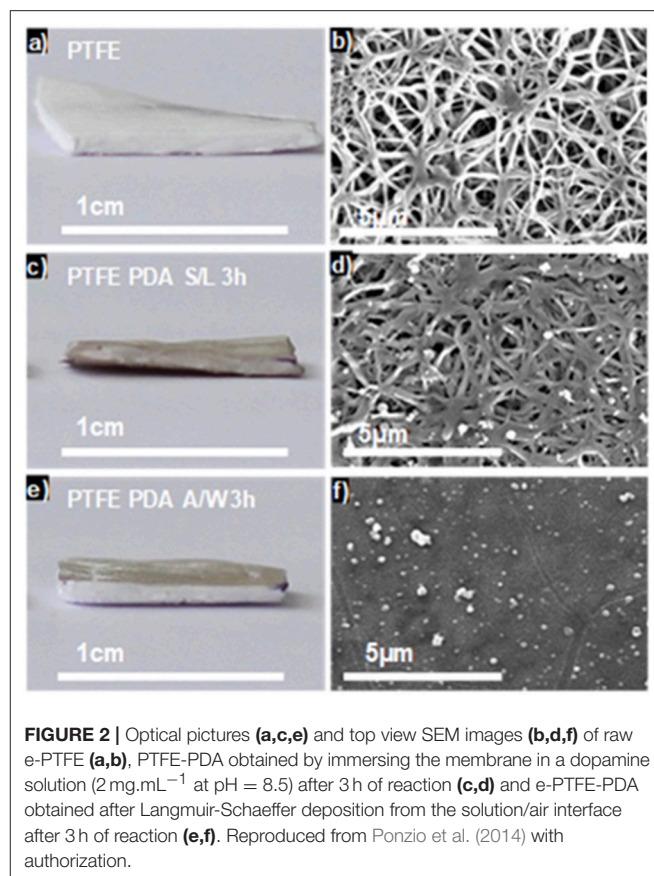 a) PTFE
1cm
b)
5µm
c) PTFE PDA S/L 3h
1cm
d)
5µm
e) PTFE PDA A/W3h
1cm
f)
5µm
FIGURE 2 | Optical pictures (a,c,e) and top view SEM images (b,d,f) of raw
e-PTFE (a,b), PTFE-PDA obtained by immersing the membrane in a dopamine
solution (2 mg.mL−1 at pH = 8.5) after 3 h of reaction (c,d) and e-PTFE-PDA
obtained after Langmuir-Schaeffer deposition from the solution/air interface
after 3 h of reaction (e,f). Reproduced from Ponzio et al. (2014) with
authorization.